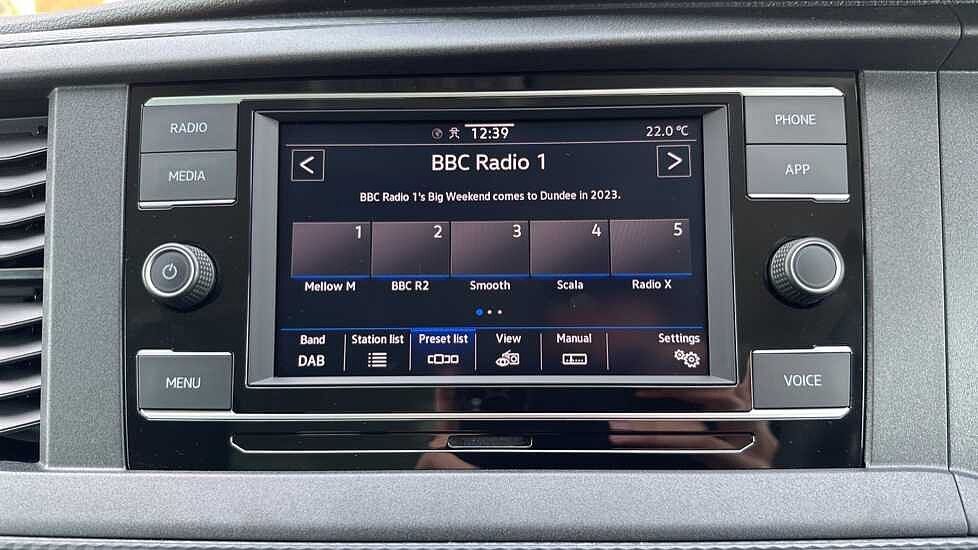 RADIO
MEDIA
MENU
12:39
22.0 °C
< BBC Radio 1 >
BBC Radio 1's Big Weekend comes to Dundee in 2023.
1 2 3 4 5
Mellow M BBC R2 Smooth Scala Radio X
Band Station list Preset list View Manual Settings
DAB
PHONE
APP
VOICE